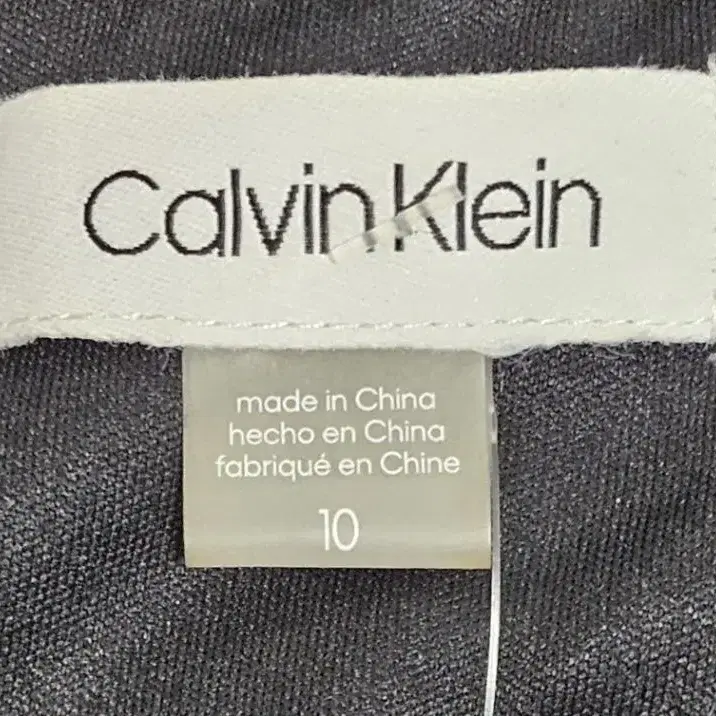 Calvin Klein
made in China
hecho en China
fabriqué en Chine
10